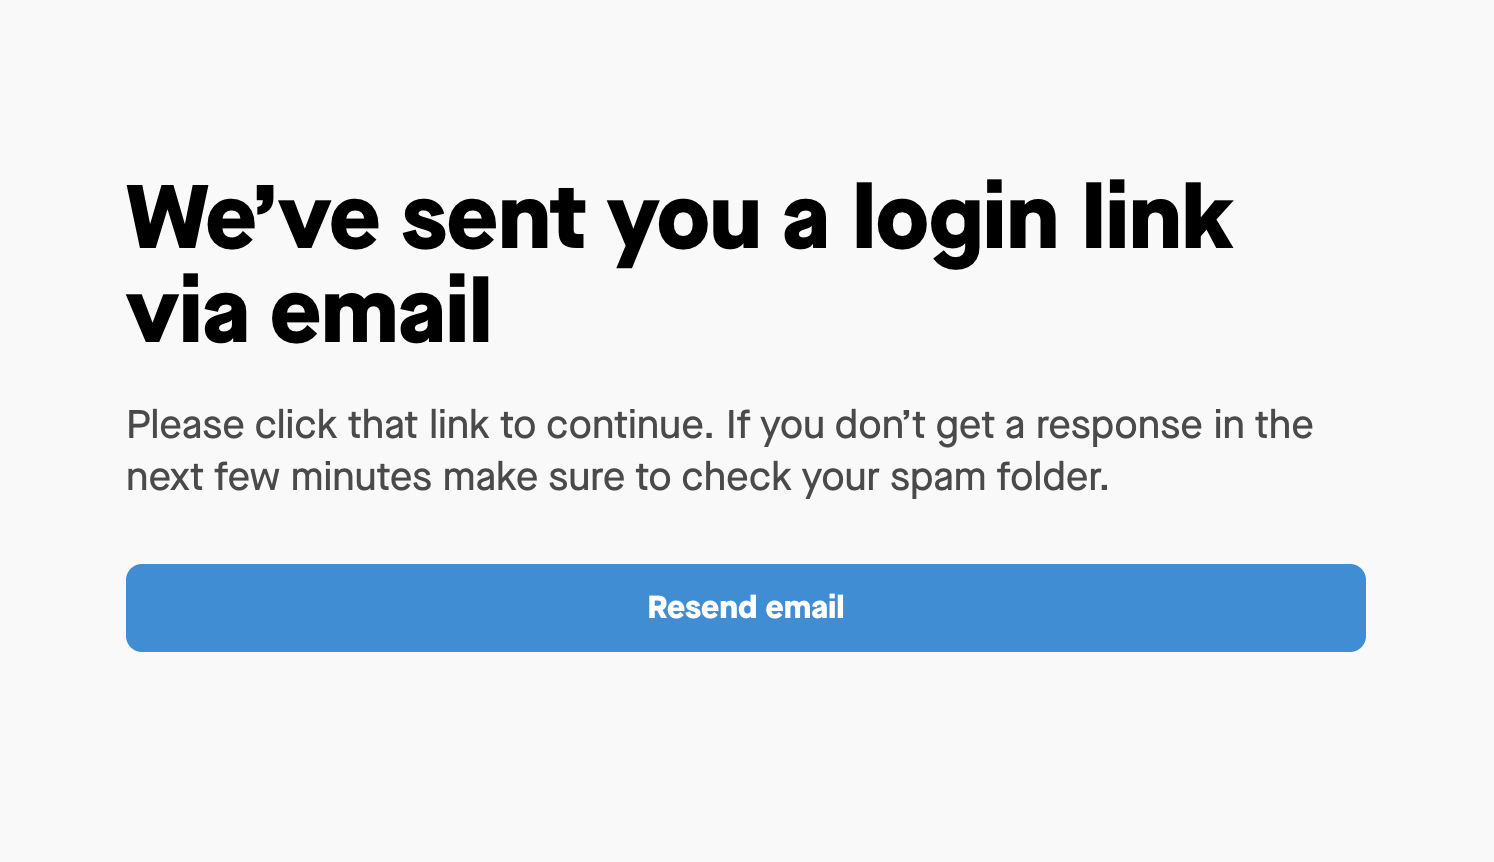 We’ve sent you a login link
via email
Please click that link to continue. If you don’t get a response in the
next few minutes make sure to check your spam folder.
Resend email